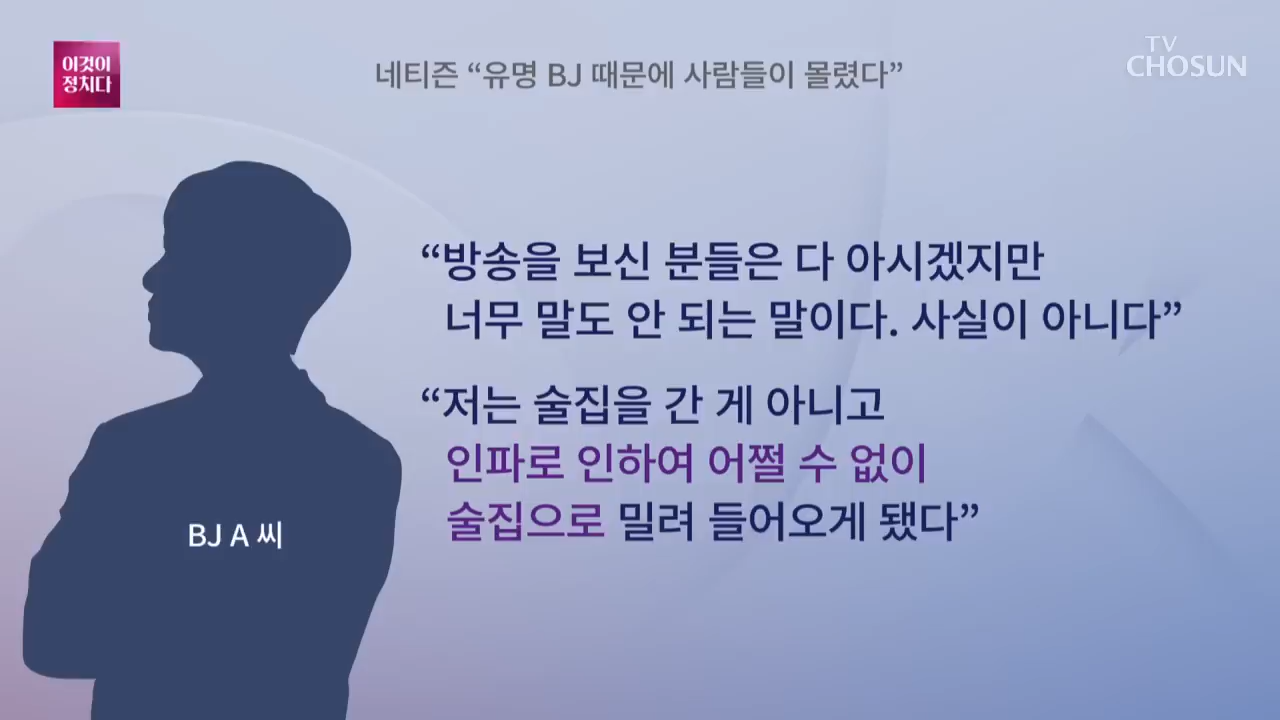 이것이
정치다
네티즌 “유명 BJ 때문에 사람들이 몰렸다”
TV
CHOSUN
“방송을 보신 분들은 다 아시겠지만
너무 말도 안 되는 말이다. 사실이 아니다”
“저는 술집을 간 게 아니고
인파로 인하여 어쩔 수 없이
술집으로 밀려 들어오게 됐다”
BJ A 씨